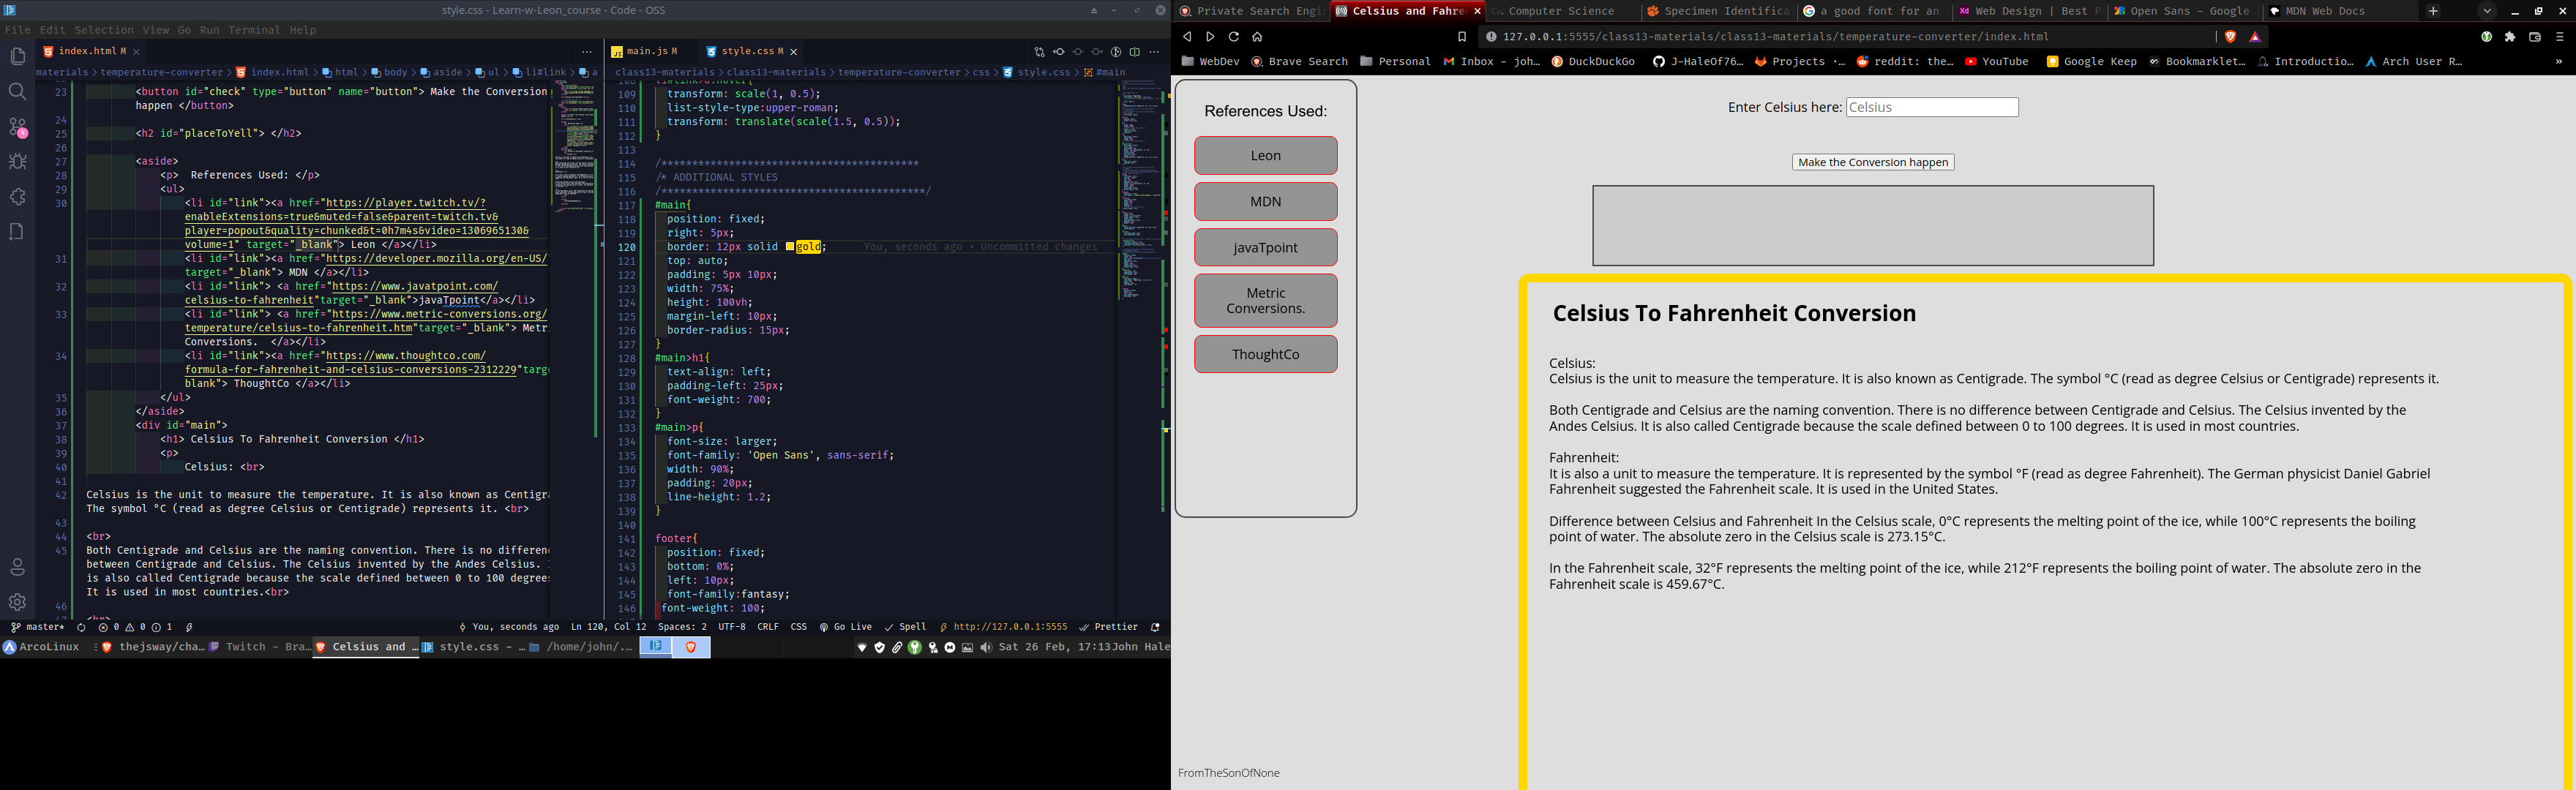 style.css - Learn-w-Leon_course - Code - OSS
File Edit Selection View Go Run Terminal Help
index.html M
materials > temperature-converter > index.html > html > body > aside > ul > li#link > a
23 <button id="check" type="button" name="button"> Make the Conversion
happen </button>
24
25 <h2 id="placeToYell"> </h2>
26
27 <aside>
28 <p>  References Used: </p>
29 <ul>
30 <li id="link"><a href="https://player.twitch.tv/?
enableExtensions=true&muted=false&parent=twitch.tv&
player=popout&quality=chunked&t=0h7m4s&video=1306965130&
volume=1" target="_blank"> Leon </a></li>
31 <li id="link"><a href="https://developer.mozilla.org/en-US/
target="_blank"> MDN </a></li>
32 <li id="link"> <a href="https://www.javatpoint.com/
celsius-to-fahrenheit"target="_blank">javaTpoint</a></li>
33 <li id="link"> <a href="https://www.metric-conversions.org/
temperature/celsius-to-fahrenheit.htm"target="_blank"> Metr
Conversions.  </a></li>
34 <li id="link"><a href="https://www.thoughtco.com/
formula-for-fahrenheit-and-celsius-conversions-2312229"targ
blank"> ThoughtCo </a></li>
35 </ul>
36 </aside>
37 <div id="main">
38 <h1> Celsius To Fahrenheit Conversion </h1>
39 <p>
40 Celsius: <br>
41
42 Celsius is the unit to measure the temperature. It is also known as Centigra
The symbol °C (read as degree Celsius or Centigrade) represents it. <br>
43
44 <br>
45 Both Centigrade and Celsius are the naming convention. There is no differen
between Centigrade and Celsius. The Celsius invented by the Andes Celsius. I
is also called Centigrade because the scale defined between 0 to 100 degree
It is used in most countries.<br>
46
main.js M
style.css M
class13-materials > class13-materials > temperature-converter > css > style.css > #main
109 transform: scale(1, 0.5);
110 list-style-type:upper-roman;
111 transform: translate(scale(1.5, 0.5));
112 }
113
114 /******************************************
115 /* ADDITIONAL STYLES
116 /*******************************************/
117 #main{
118 position: fixed;
119 right: 5px;
120 border: 12px solid gold; You, seconds ago • Uncommitted changes
121 top: auto;
122 padding: 5px 10px;
123 width: 75%;
124 height: 100vh;
125 margin-left: 10px;
126 border-radius: 15px;
127 }
128 #main>h1{
129 text-align: left;
130 padding-left: 25px;
131 font-weight: 700;
132 }
133 #main>p{
134 font-size: larger;
135 font-family: 'Open Sans', sans-serif;
136 width: 90%;
137 padding: 20px;
138 line-height: 1.2;
139 }
140
141 footer{
142 position: fixed;
143 bottom: 0%;
144 left: 10px;
145 font-family:fantasy;
146 font-weight: 100;
master* 0 0 1 You, seconds ago Ln 120, Col 12 Spaces: 2 UTF-8 CRLF CSS Go Live Spell http://127.0.0.1:5555 Prettier
ArcoLinux thejsway/cha... Twitch - Bra... Celsius and ... style.css - ... /home/john/... Sat 26 Feb, 17:13 John Hale
Private Search Engi Celsius and Fahre Computer Science Specimen Identifica a good font for an Web Design | Best P Open Sans - Google MDN Web Docs
127.0.0.1:5555/class13-materials/class13-materials/temperature-converter/index.html
WebDev Brave Search Personal Inbox - joh... DuckDuckGo J-HaleOf76... Projects ·... reddit: the... YouTube Google Keep Bookmarklet... Introductio... Arch User R... »
References Used:
Leon
MDN
javaTpoint
Metric
Conversions.
ThoughtCo
FromTheSonOfNone
Enter Celsius here: Celsius
Make the Conversion happen
Celsius To Fahrenheit Conversion
Celsius:
Celsius is the unit to measure the temperature. It is also known as Centigrade. The symbol °C (read as degree Celsius or Centigrade) represents it.
Both Centigrade and Celsius are the naming convention. There is no difference between Centigrade and Celsius. The Celsius invented by the
Andes Celsius. It is also called Centigrade because the scale defined between 0 to 100 degrees. It is used in most countries.
Fahrenheit:
It is also a unit to measure the temperature. It is represented by the symbol °F (read as degree Fahrenheit). The German physicist Daniel Gabriel
Fahrenheit suggested the Fahrenheit scale. It is used in the United States.
Difference between Celsius and Fahrenheit In the Celsius scale, 0°C represents the melting point of the ice, while 100°C represents the boiling
point of water. The absolute zero in the Celsius scale is 273.15°C.
In the Fahrenheit scale, 32°F represents the melting point of the ice, while 212°F represents the boiling point of water. The absolute zero in the
Fahrenheit scale is 459.67°C.